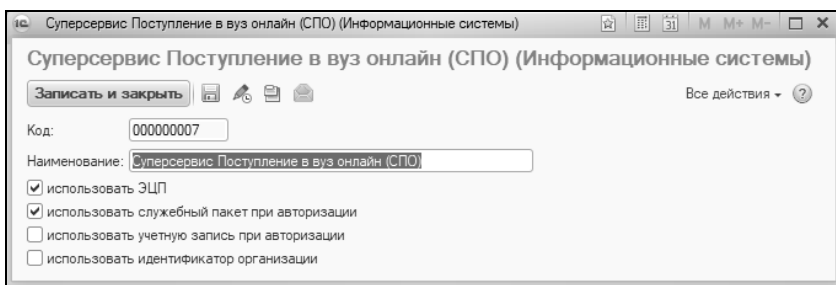 1С Суперсервис Поступление в вуз онлайн (СПО) (Информационные системы) 31 M M+ M-
Суперсервис Поступление в вуз онлайн (СПО) (Информационные системы)
Записать и закрыть Все действия ?
Код: 000000007
Наименование: Суперсервис Поступление в вуз онлайн (СПО)
использовать ЭЦП
использовать служебный пакет при авторизации
использовать учетную запись при авторизации
использовать идентификатор организации